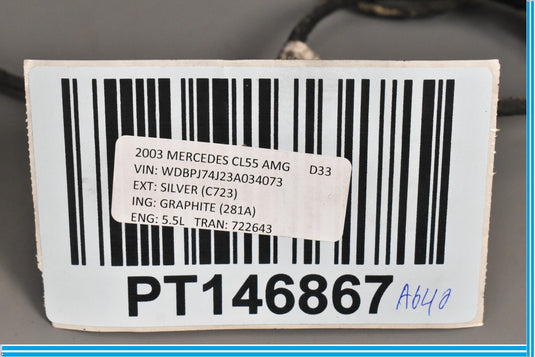 2003 MERCEDES CL55 AMG D33
VIN: WDBPJ74J23A034073
EXT: SILVER (C723)
ING: GRAPHITE (281A)
ENG: 5.5L TRAN: 722643
PT146867 A640